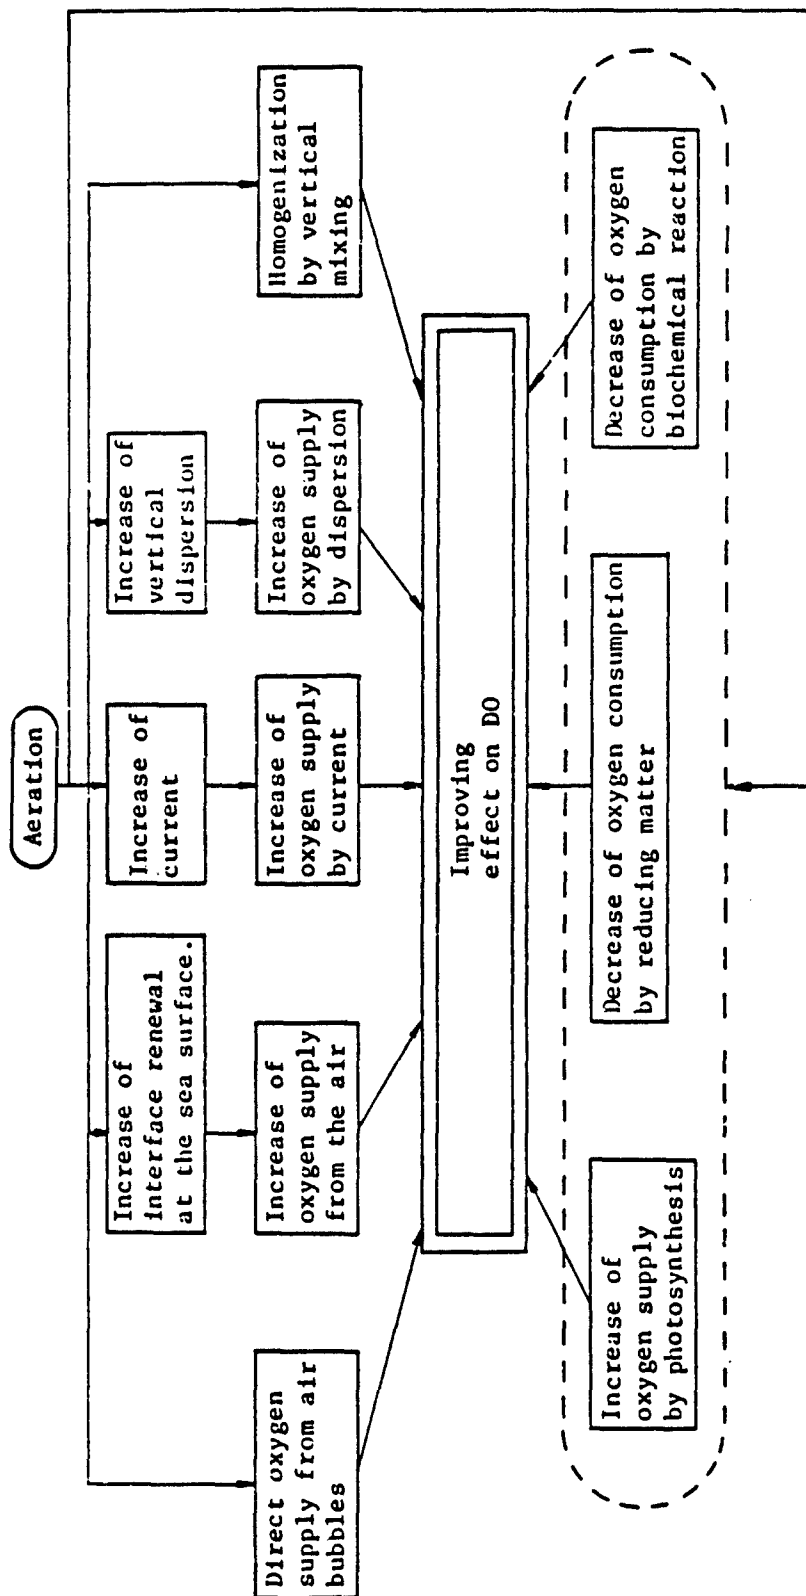 Aeration
Increase of
interface renewal
at the sea surface.
Increase of
current
Increase of
vertical
dispersion
Direct oxygen
supply from air
bubbles
Increase of
oxygen supply
from the air
Increase of
oxygen supply
by current
Increase of
oxygen supply
by dispersion
Homogenization
by vertical
mixing
Improving
effect on DO
Increase of
oxygen supply
by photosynthesis
Decrease of oxygen consumption
by reducing matter
Decrease of oxygen
consumption by
biochemical reaction